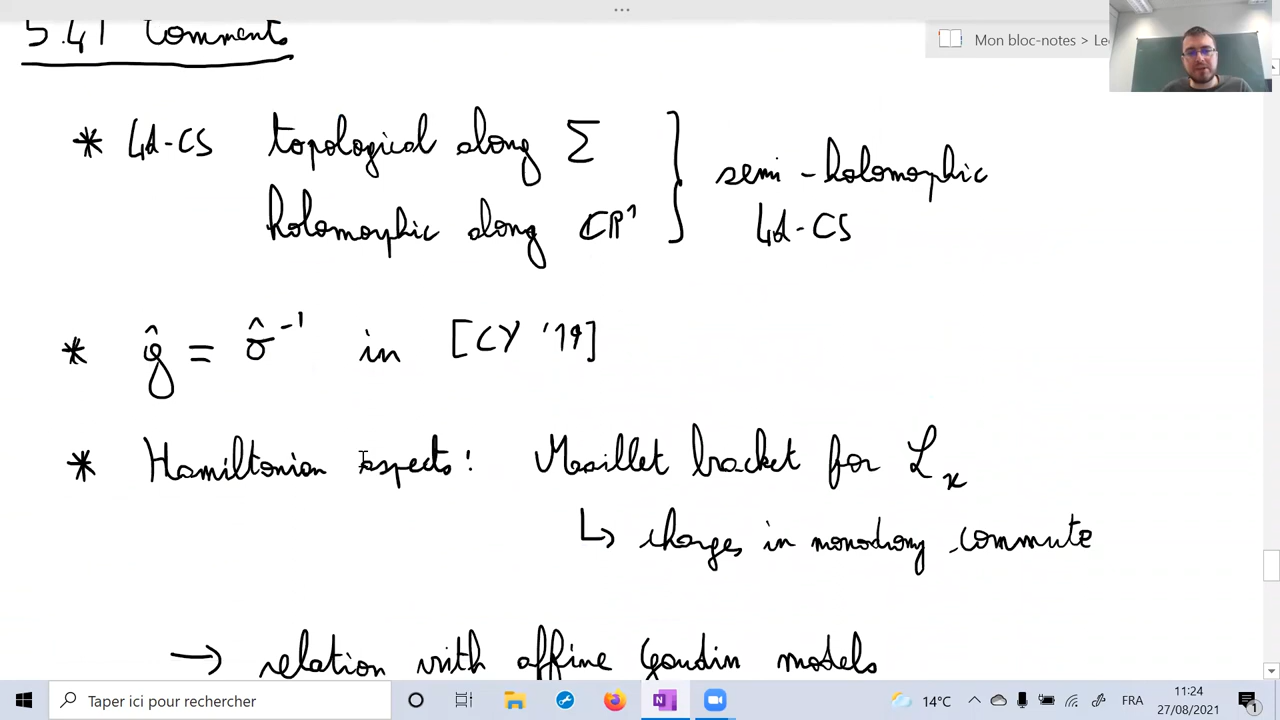 5.41 Comments
Mon bloc-notes > Le
* 4d-CS topological along Σ
holomorphic along CP¹
} semi-holomorphic
4d-CS
* ĝ = σ̂⁻¹ in [CY '19]
* Hamiltonian aspects: Maillet bracket for ℒₓ
↳ charges in monodromy commute
→ relation with affine Gaudin models
Taper ici pour rechercher
14°C
FRA
11:24
27/08/2021
1